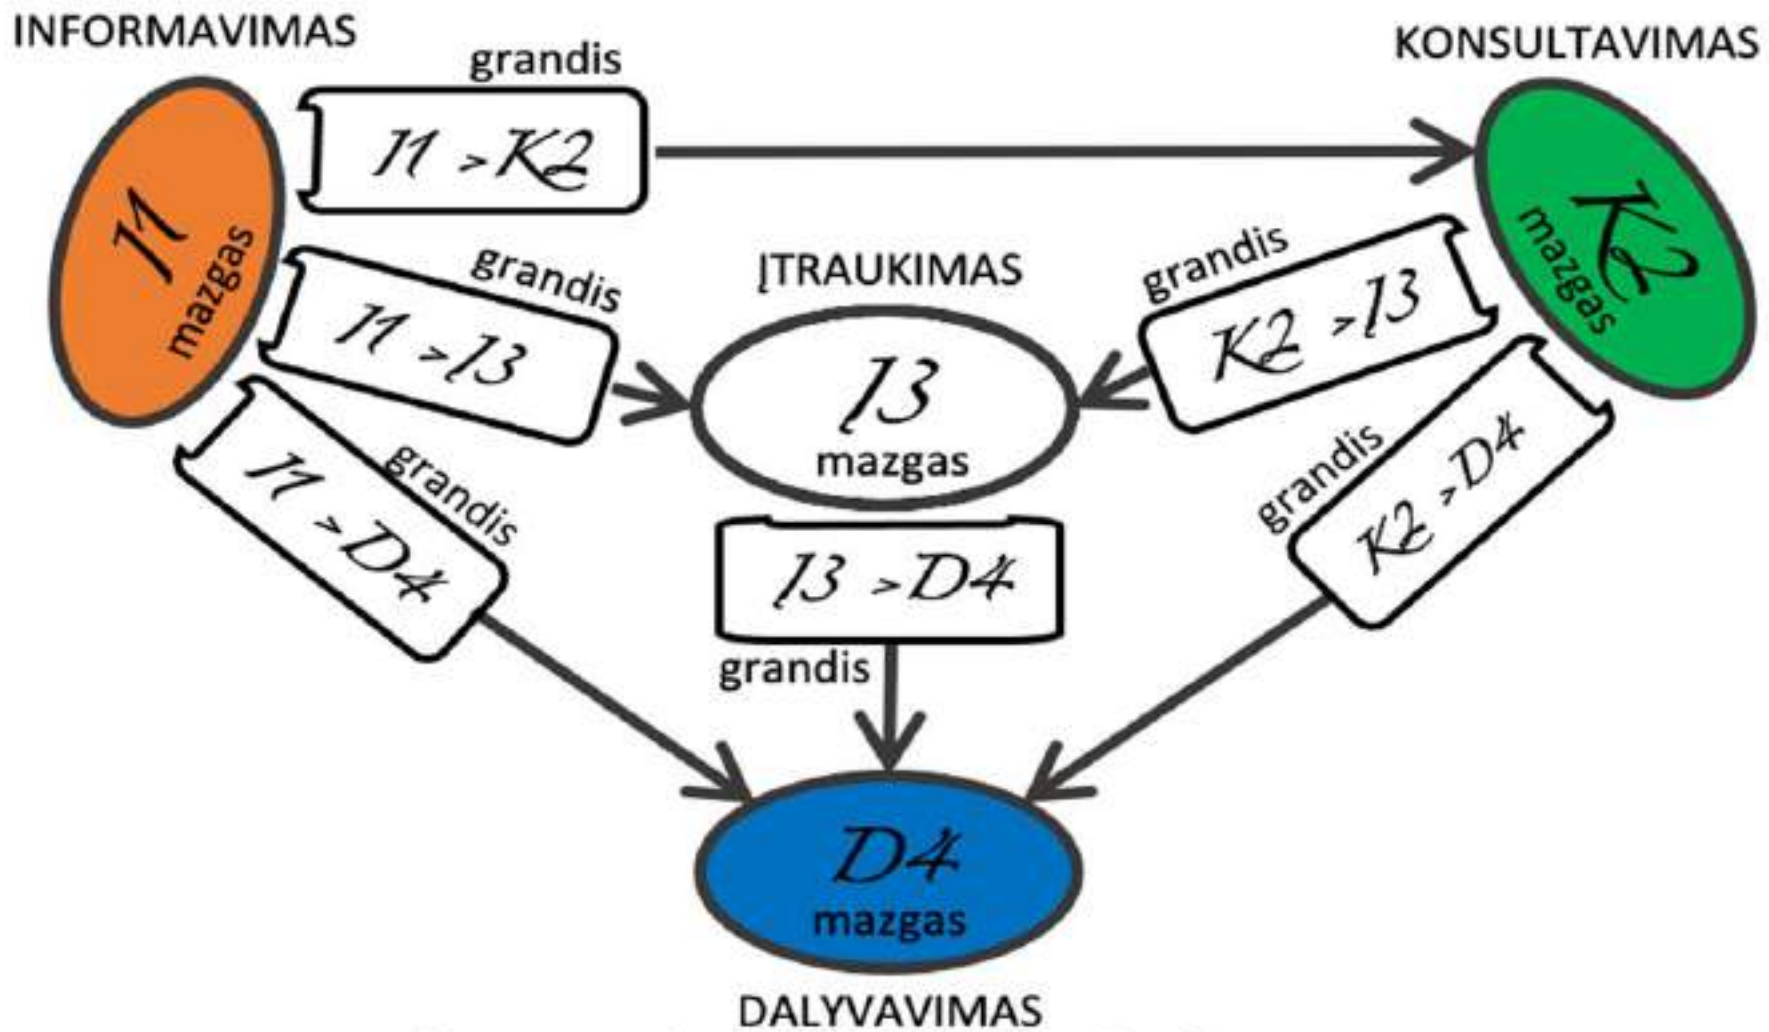 INFORMAVIMAS
KONSULTAVIMAS
grandis
I1 > K2
I1
mazgas
K2
mazgas
grandis
I1 > Į3
ĮTRAUKIMAS
Į3
mazgas
grandis
K2 > Į3
grandis
I1 > D4
grandis
K2 > D4
Į3 > D4
grandis
D4
mazgas
DALYVAVIMAS